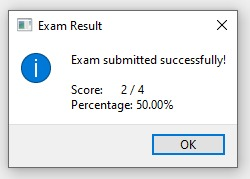 Exam Result
Exam submitted successfully!
Score: 2 / 4
Percentage: 50.00%
OK